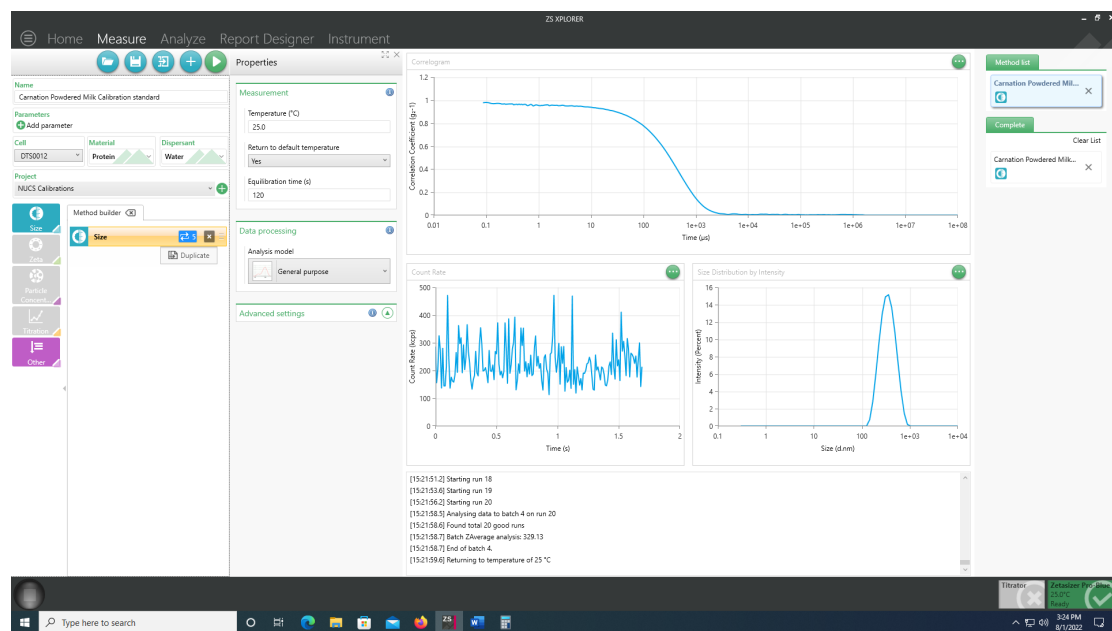 ZS XPLORER
Home Measure Analyze Report Designer Instrument
Properties
Name
Carnation Powdered Milk Calibration standard
Parameters
Add parameter
Cell Material Dispersant
DTS0012 Protein Water
Project
NUCS Calibrations
Size
Zeta
Particle
Concent...
Titration
Other
Method builder
Size 5
Duplicate
Measurement
Temperature (°C)
25.0
Return to default temperature
Yes
Equilibration time (s)
120
Data processing
Analysis model
General purpose
Advanced settings
Correlogram
Correlation Coefficient (g2-1)
1.2
1
0.8
0.6
0.4
0.2
0
0.01 0.1 1 10 100 1e+03 1e+04 1e+05 1e+06 1e+07 1e+08
Time (µs)
Count Rate
Count Rate (kcps)
500
400
300
200
100
0
0 0.5 1 1.5 2
Time (s)
Size Distribution by Intensity
Intensity (Percent)
16
14
12
10
8
6
4
2
0
0.1 1 10 100 1e+03 1e+04
Size (d.nm)
[15:21:51.2] Starting run 18
[15:21:53.6] Starting run 19
[15:21:56.2] Starting run 20
[15:21:58.5] Analysing data to batch 4 on run 20
[15:21:58.6] Found total 20 good runs
[15:21:58.7] Batch ZAverage analysis: 329.13
[15:21:58.7] End of batch 4.
[15:21:59.6] Returning to temperature of 25 °C
Method list
Carnation Powdered Mil...
Complete
Clear List
Carnation Powdered Milk...
Titrator
Zetasizer Pro-Blue
25.0°C
Ready
Type here to search
ZS
W
3:24 PM
8/1/2022